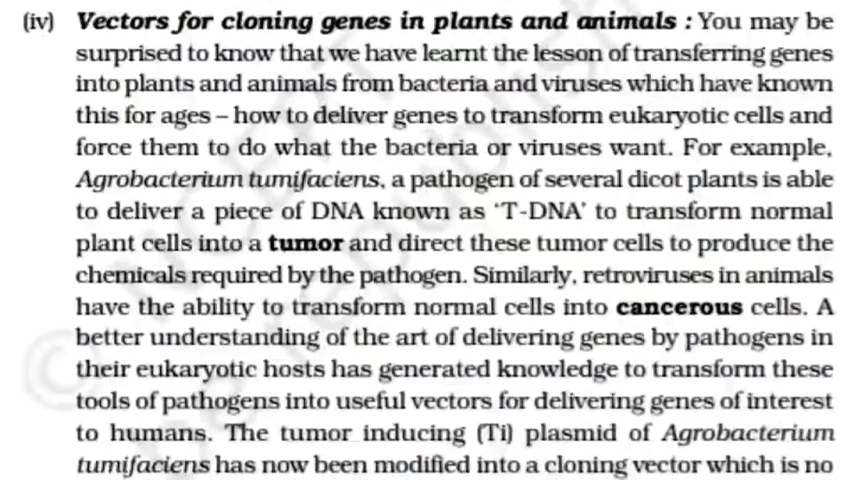 (iv) Vectors for cloning genes in plants and animals : You may be
surprised to know that we have learnt the lesson of transferring genes
into plants and animals from bacteria and viruses which have known
this for ages – how to deliver genes to transform eukaryotic cells and
force them to do what the bacteria or viruses want. For example,
Agrobacterium tumifaciens, a pathogen of several dicot plants is able
to deliver a piece of DNA known as ‘T-DNA’ to transform normal
plant cells into a tumor and direct these tumor cells to produce the
chemicals required by the pathogen. Similarly, retroviruses in animals
have the ability to transform normal cells into cancerous cells. A
better understanding of the art of delivering genes by pathogens in
their eukaryotic hosts has generated knowledge to transform these
tools of pathogens into useful vectors for delivering genes of interest
to humans. The tumor inducing (Ti) plasmid of Agrobacterium
tumifaciens has now been modified into a cloning vector which is no